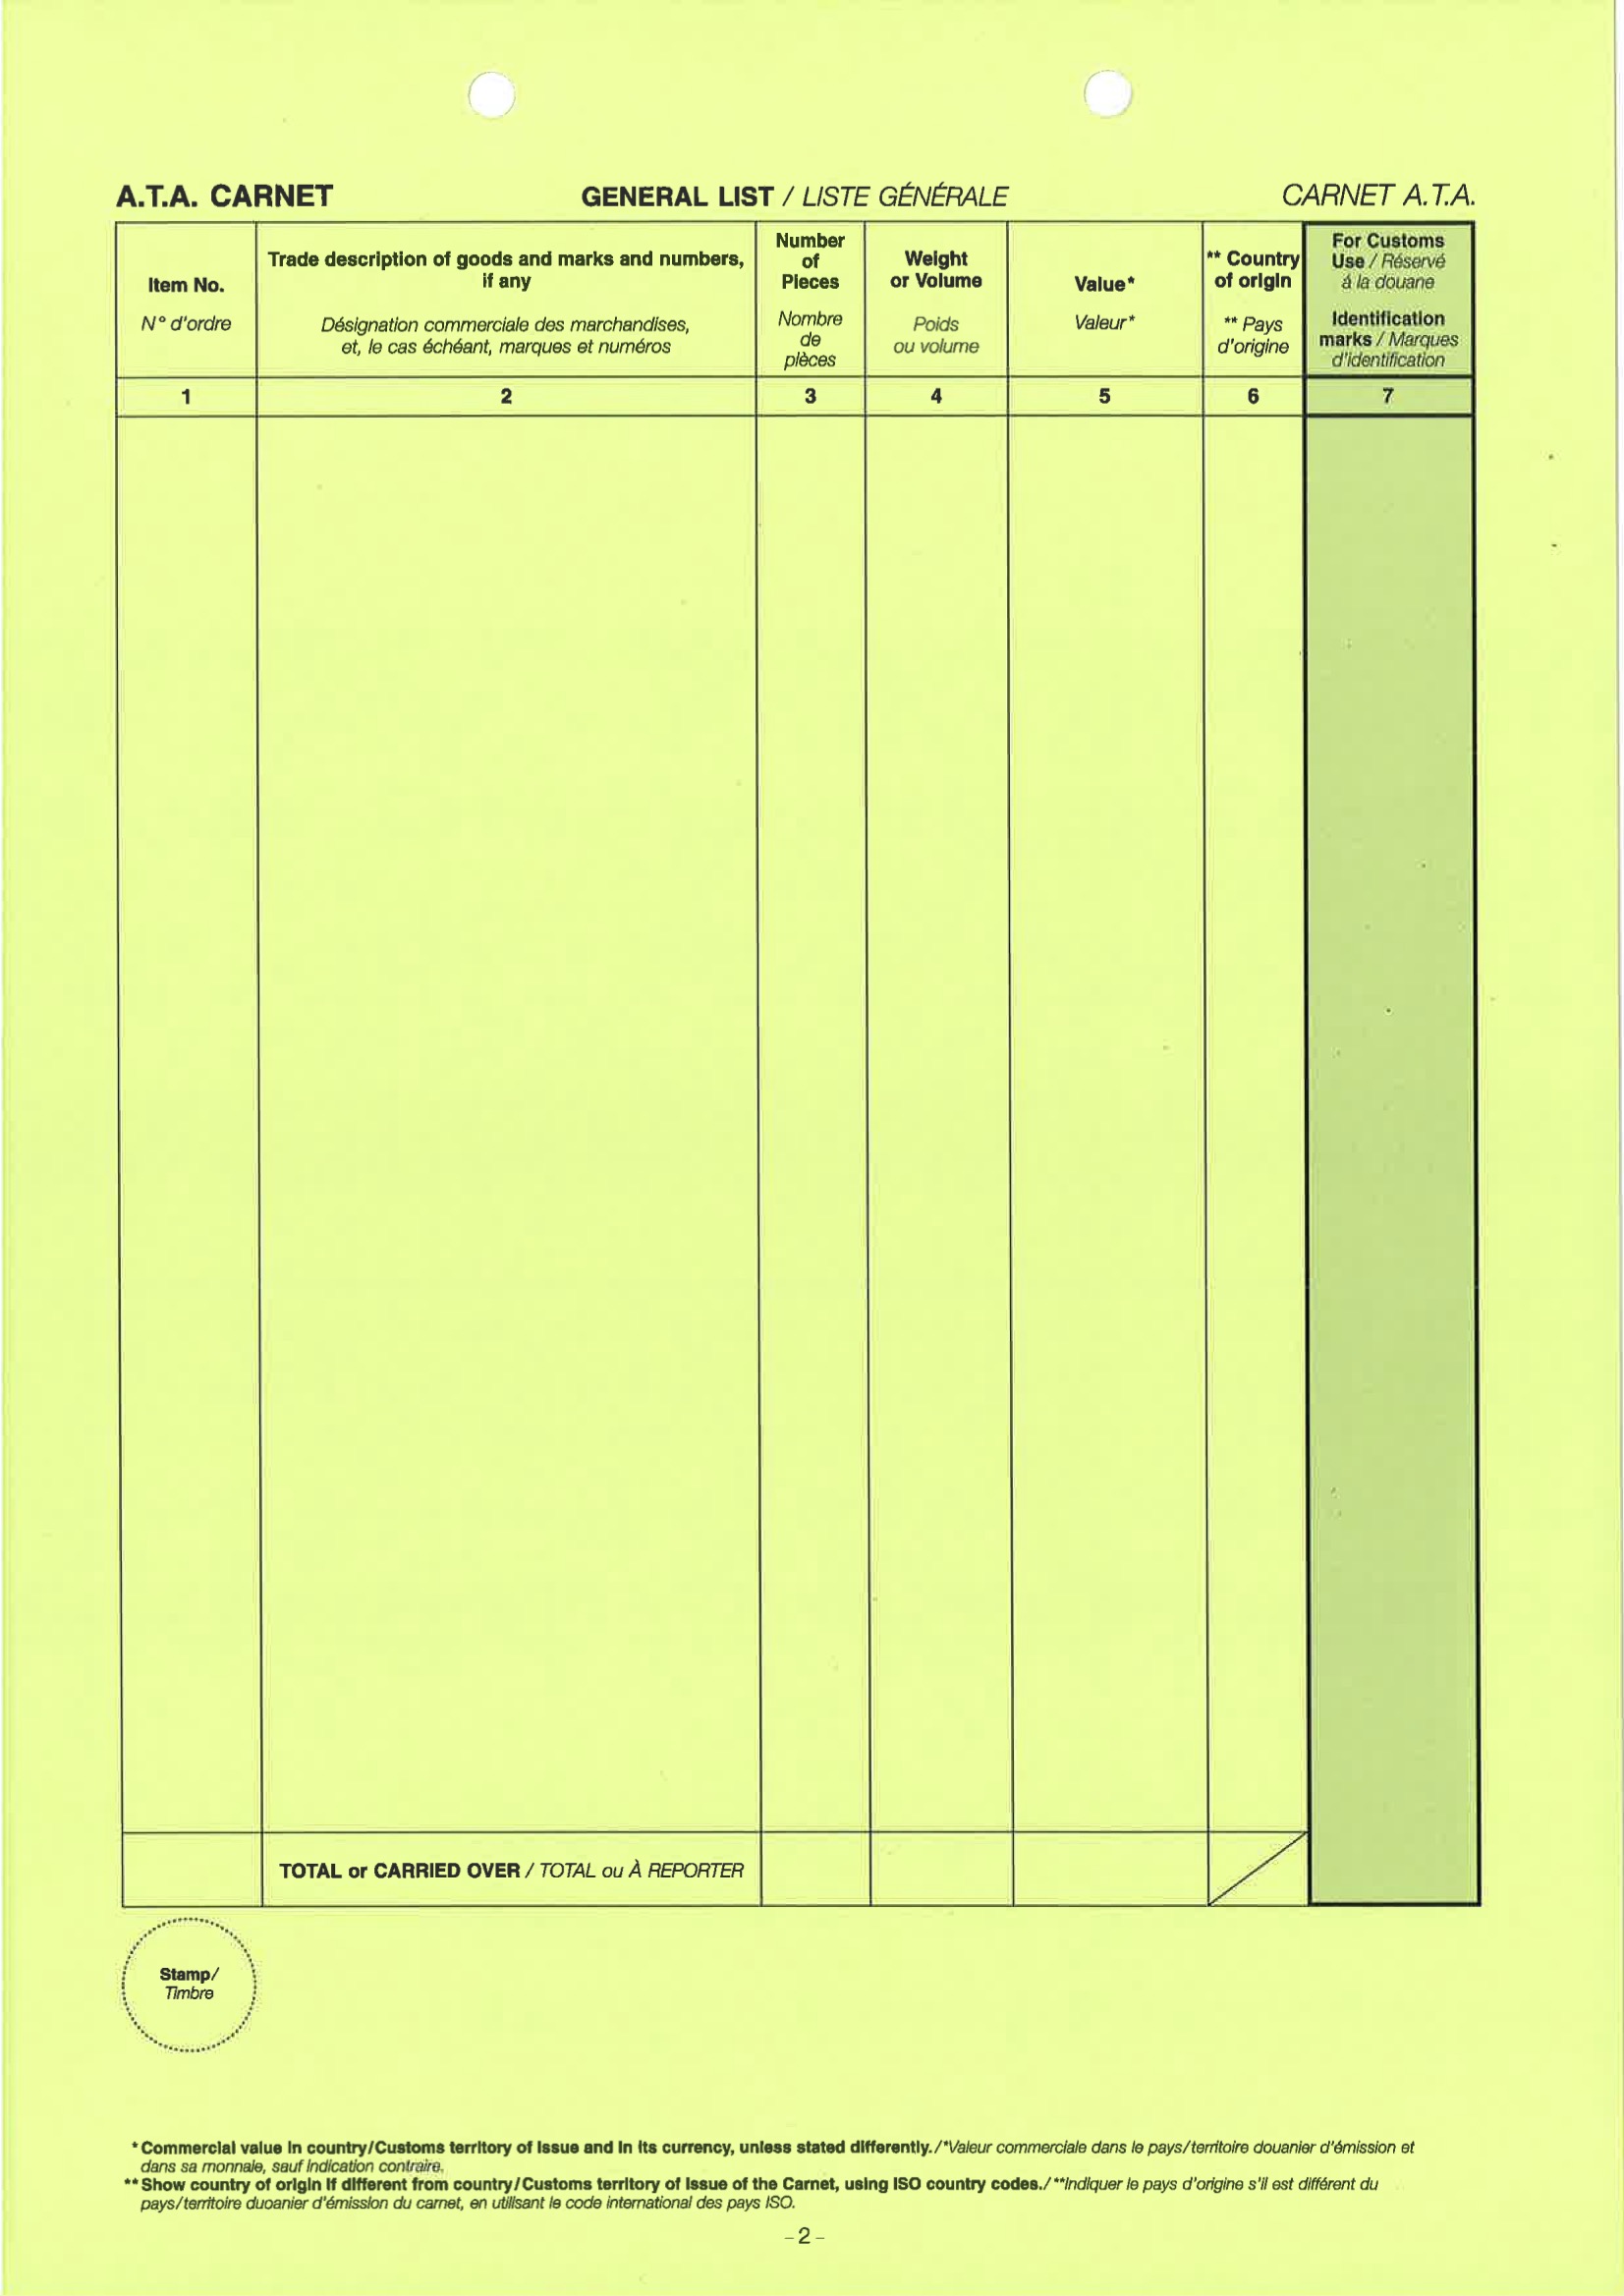 A.T.A. CARNET
GENERAL LIST / LISTE GÉNÉRALE
CARNET A.T.A.
Item No.
N° d'ordre
Trade description of goods and marks and numbers,
if any
Désignation commerciale des marchandises,
et, le cas échéant, marques et numéros
Number
of
Pieces
Nombre
de
pièces
Weight
or Volume
Poids
ou volume
Value*
Valeur*
** Country
of origin
** Pays
d'origine
For Customs
Use / Réservé
à la douane
Identification
marks / Marques
d'identification
1
2
3
4
5
6
7
TOTAL or CARRIED OVER / TOTAL ou À REPORTER
Stamp/
Timbre
* Commercial value in country/Customs territory of issue and in its currency, unless stated differently./*Valeur commerciale dans le pays/territoire douanier d'émission et
dans sa monnaie, sauf indication contraire.
** Show country of origin if different from country/Customs territory of issue of the Carnet, using ISO country codes./**Indiquer le pays d'origine s'il est différent du
pays/territoire duoanier d'émission du carnet, en utilisant le code international des pays ISO.
– 2 –